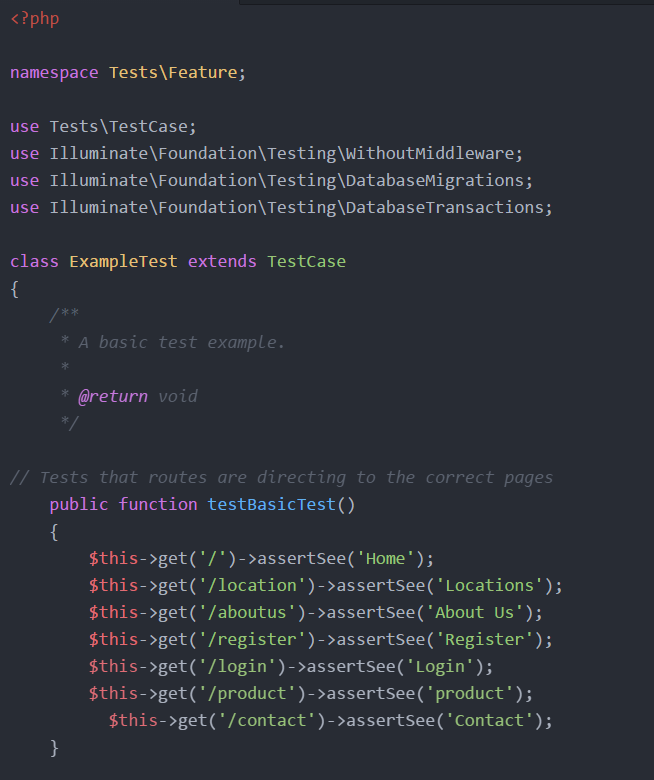 <?php
namespace Tests\Feature;
use Tests\TestCase;
use Illuminate\Foundation\Testing\WithoutMiddleware;
use Illuminate\Foundation\Testing\DatabaseMigrations;
use Illuminate\Foundation\Testing\DatabaseTransactions;
class ExampleTest extends TestCase
{
    /**
     * A basic test example.
     *
     * @return void
     */
// Tests that routes are directing to the correct pages
    public function testBasicTest()
    {
        $this->get('/')->assertSee('Home');
        $this->get('/location')->assertSee('Locations');
        $this->get('/aboutus')->assertSee('About Us');
        $this->get('/register')->assertSee('Register');
        $this->get('/login')->assertSee('Login');
        $this->get('/product')->assertSee('product');
          $this->get('/contact')->assertSee('Contact');
    }